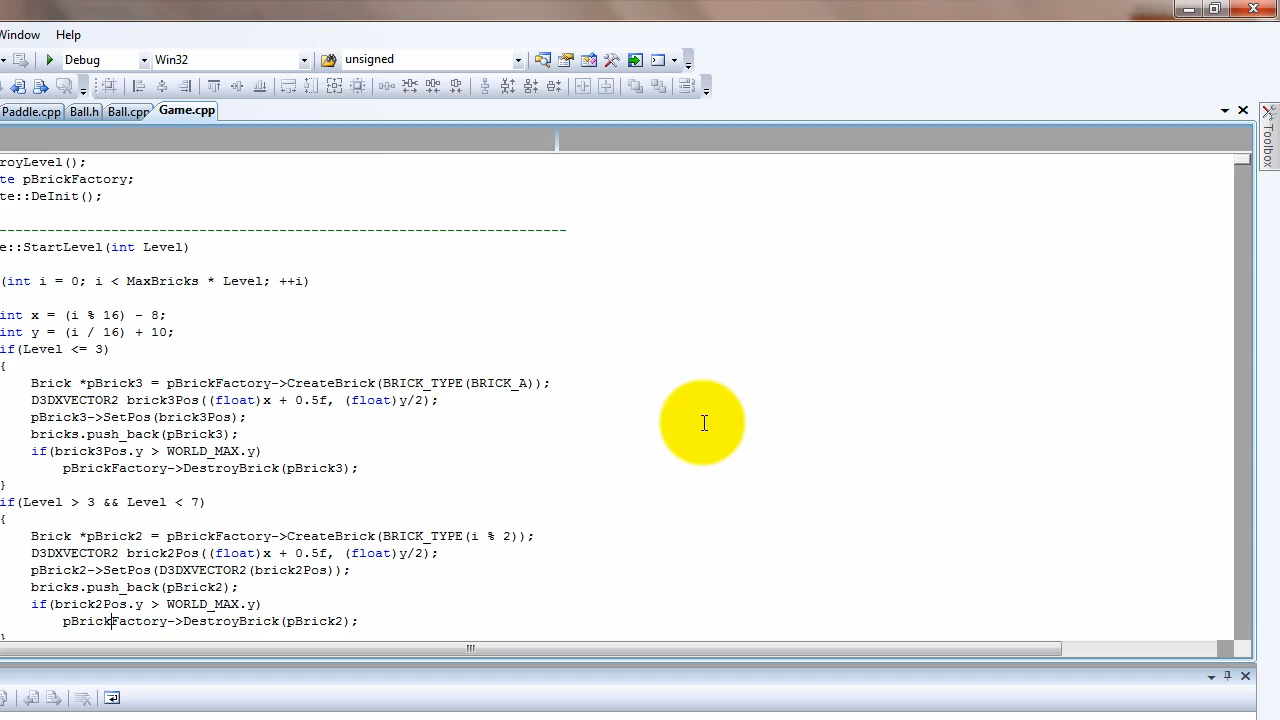 Window Help
Debug Win32 unsigned
Paddle.cpp Ball.h Ball.cpp Game.cpp
Toolbox
royLevel();
te pBrickFactory;
te::DeInit();
-----------------------------------------------------------------------
e::StartLevel(int Level)
(int i = 0; i < MaxBricks * Level; ++i)
int x = (i % 16) - 8;
int y = (i / 16) + 10;
if(Level <= 3)
{
Brick *pBrick3 = pBrickFactory->CreateBrick(BRICK_TYPE(BRICK_A));
D3DXVECTOR2 brick3Pos((float)x + 0.5f, (float)y/2);
pBrick3->SetPos(brick3Pos);
bricks.push_back(pBrick3);
if(brick3Pos.y > WORLD_MAX.y)
pBrickFactory->DestroyBrick(pBrick3);
}
if(Level > 3 && Level < 7)
{
Brick *pBrick2 = pBrickFactory->CreateBrick(BRICK_TYPE(i % 2));
D3DXVECTOR2 brick2Pos((float)x + 0.5f, (float)y/2);
pBrick2->SetPos(D3DXVECTOR2(brick2Pos));
bricks.push_back(pBrick2);
if(brick2Pos.y > WORLD_MAX.y)
pBrickFactory->DestroyBrick(pBrick2);
}